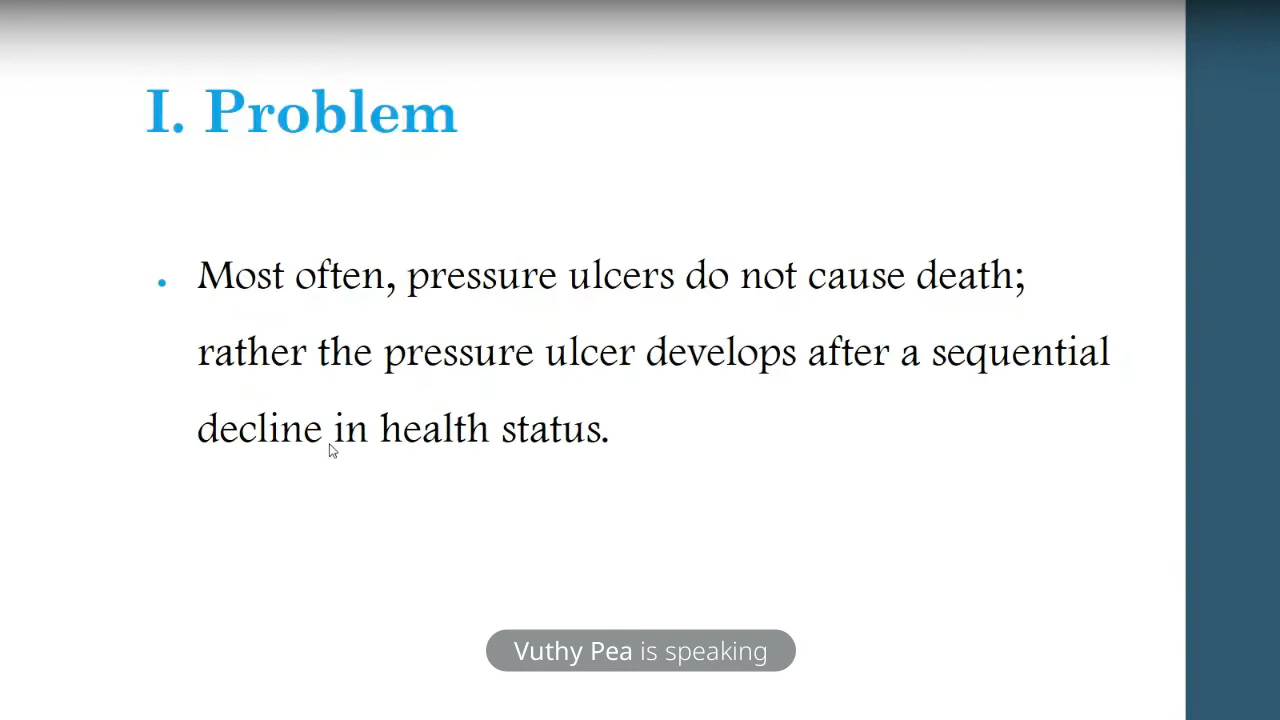 I. Problem
• Most often, pressure ulcers do not cause death;
rather the pressure ulcer develops after a sequential
decline in health status.
Vuthy Pea is speaking